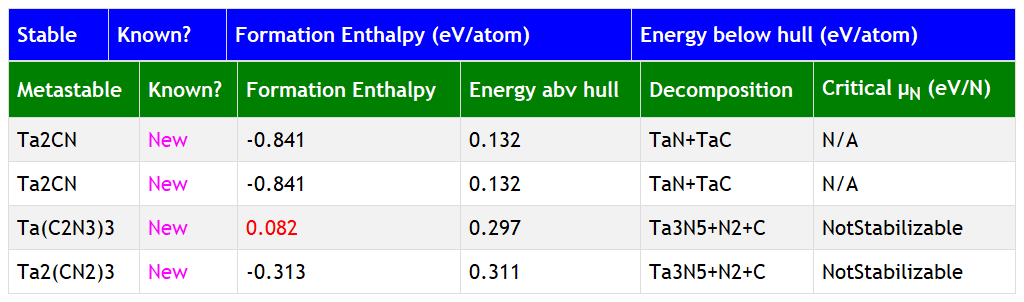 Stable Known? Formation Enthalpy (eV/atom) Energy below hull (eV/atom)
Metastable Known? Formation Enthalpy Energy abv hull Decomposition Critical μN (eV/N)
Ta2CN New -0.841 0.132 TaN+TaC N/A
Ta2CN New -0.841 0.132 TaN+TaC N/A
Ta(C2N3)3 New 0.082 0.297 Ta3N5+N2+C NotStabilizable
Ta2(CN2)3 New -0.313 0.311 Ta3N5+N2+C NotStabilizable